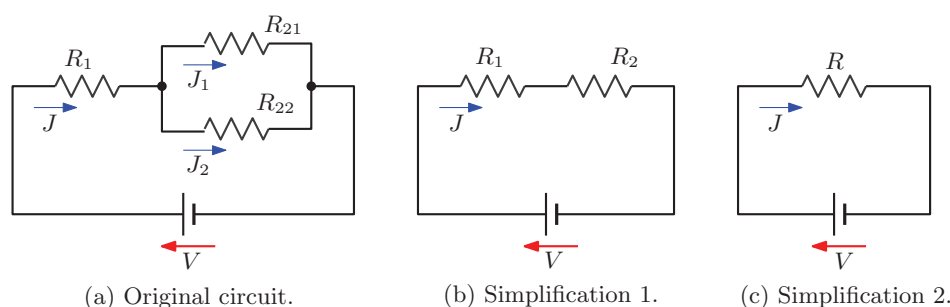 R21
R1
J1
J
R22
J2
V
(a) Original circuit.
R1 R2
J
V
(b) Simplification 1.
R
J
V
(c) Simplification 2.